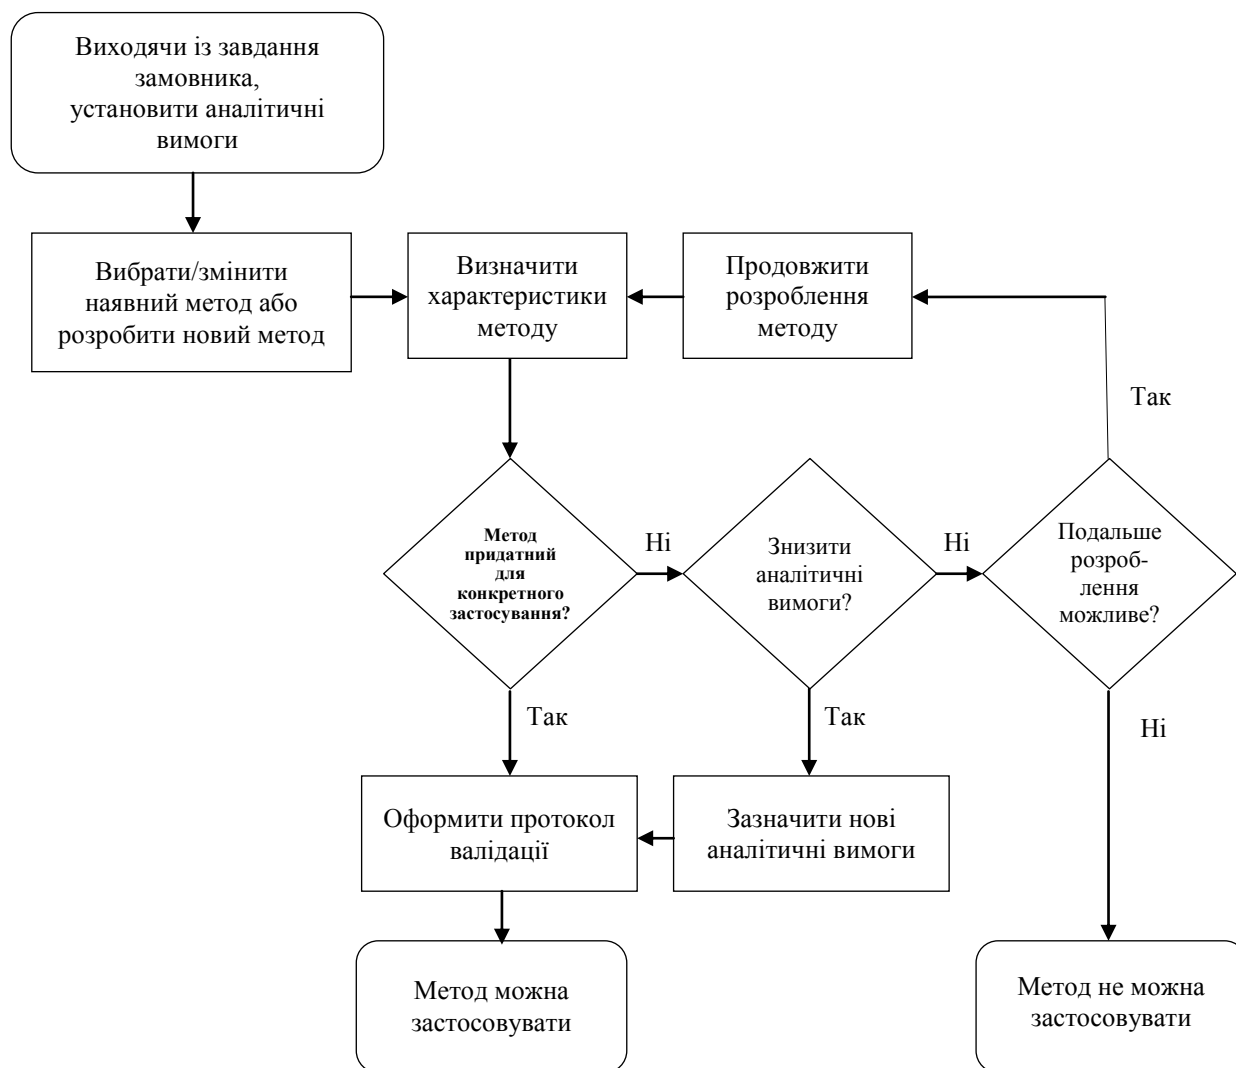 Виходячи із завдання
замовника,
установити аналітичні
вимоги
Вибрати/змінити
наявний метод або
розробити новий метод
Визначити
характеристики
методу
Продовжити
розроблення
методу
Так
Метод
придатний
для
конкретного
застосування?
Ні
Знизити
аналітичні
вимоги?
Ні
Подальше
розроб-
лення
можливе?
Так
Так
Ні
Оформити протокол
валідації
Зазначити нові
аналітичні вимоги
Метод можна
застосовувати
Метод не можна
застосовувати